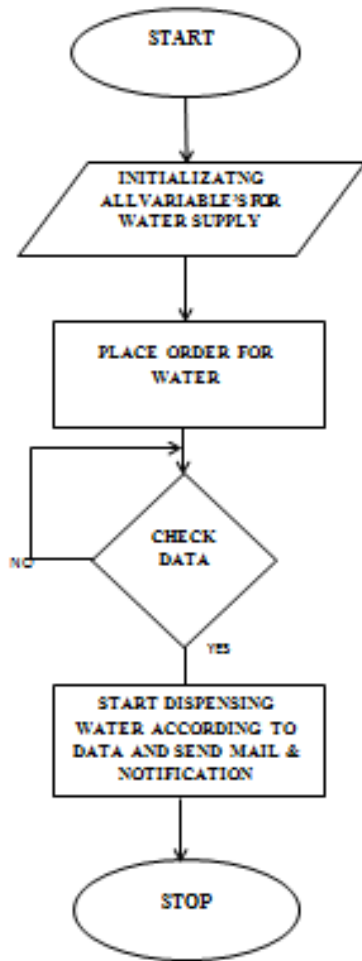 START
INITIALIZATNG
ALLVARIABLE'S FOR
WATER SUPPLY
PLACE ORDER FOR
WATER
CHECK
DATA
NO
YES
START DISPENSING
WATER ACCORDING TO
DATA AND SEND MAIL &
NOTIFICATION
STOP